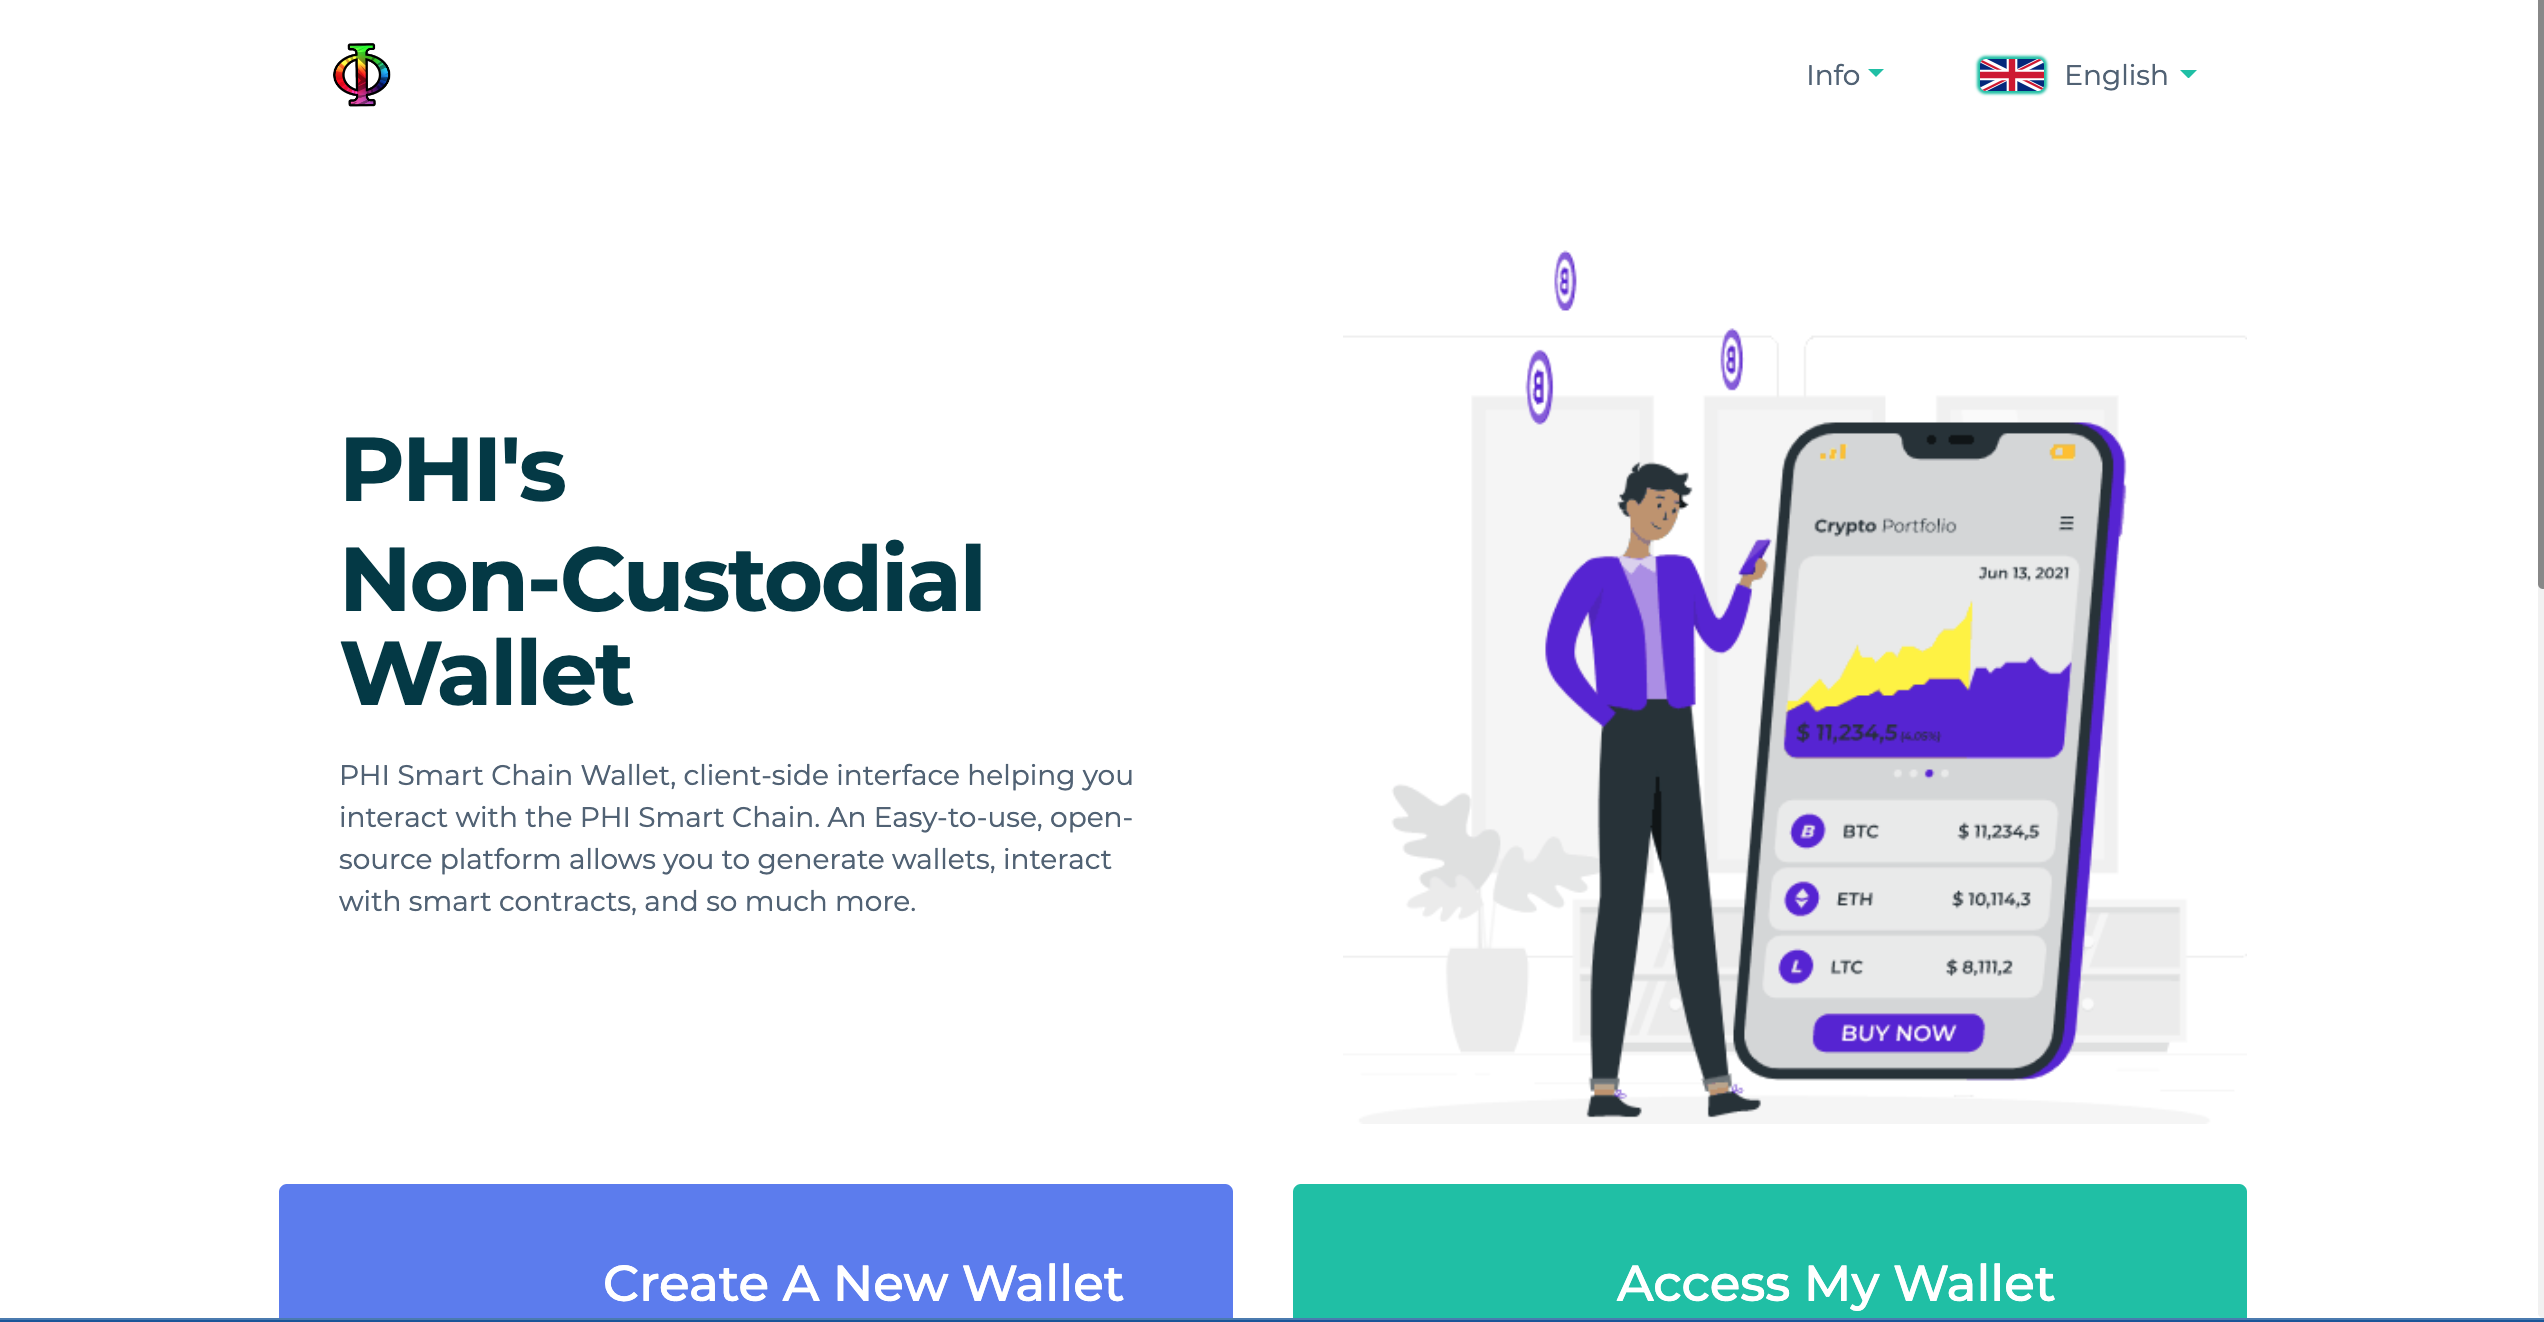 Info
English
PHI's
Non-Custodial
Wallet
PHI Smart Chain Wallet, client-side interface helping you
interact with the PHI Smart Chain. An Easy-to-use, open-
source platform allows you to generate wallets, interact
with smart contracts, and so much more.
Crypto Portfolio
Jun 13, 2021
$ 11,234,5 (4.05%)
BTC $ 11,234,5
ETH $ 10,114,3
LTC $ 8,111,2
BUY NOW
Create A New Wallet
Access My Wallet